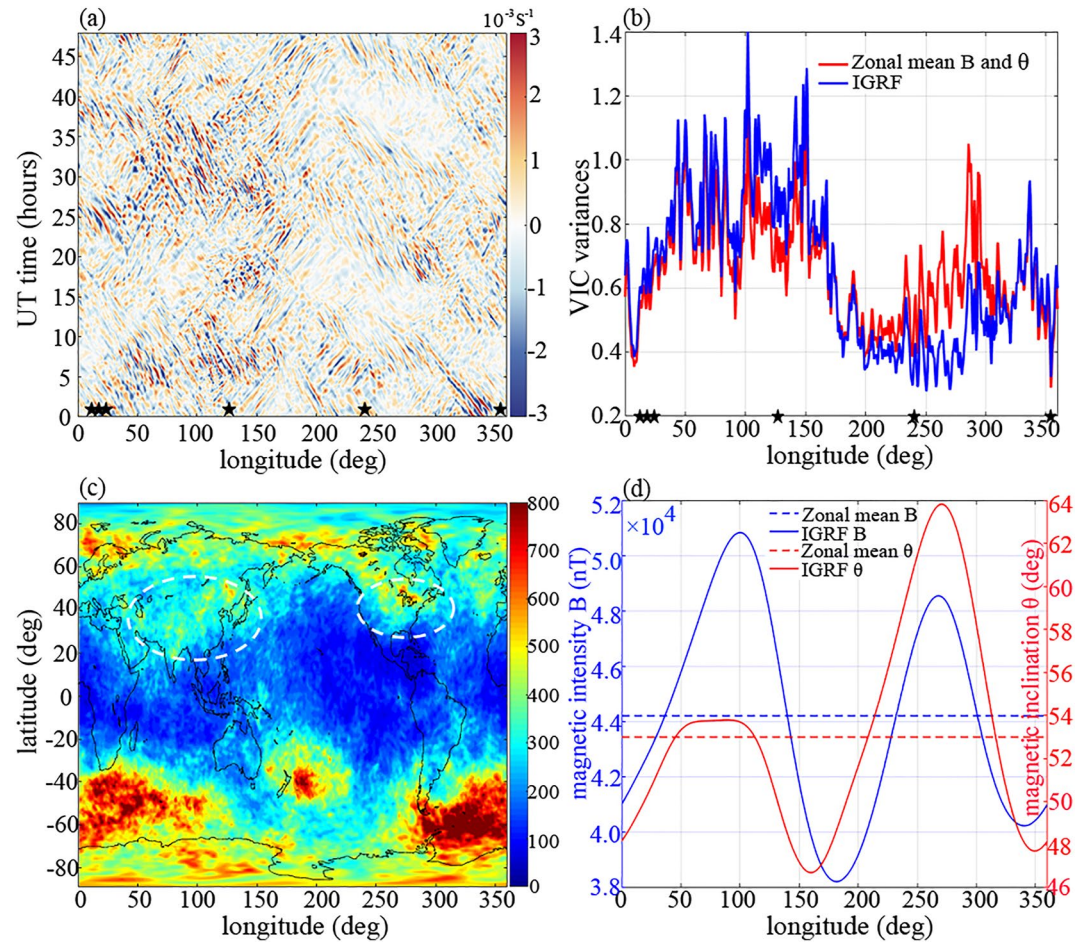 (a)
10⁻³s⁻¹
UT time (hours)
45
40
35
30
25
20
15
10
5
0
3
2
1
0
-1
-2
-3
0 50 100 150 200 250 300 350
longitude (deg)
(b)
VIC variances
1.4
1.2
1.0
0.8
0.6
0.4
0.2
Zonal mean B and θ
IGRF
0 50 100 150 200 250 300 350
longitude (deg)
(c)
latitude (deg)
80
60
40
20
0
-20
-40
-60
-80
800
700
600
500
400
300
200
100
0
0 50 100 150 200 250 300 350
longitude (deg)
(d)
magnetic intensity B (nT)
5.2
×10⁴
5.0
4.8
4.6
4.4
4.2
4.0
3.8
Zonal mean B
IGRF B
Zonal mean θ
IGRF θ
64
62
60
58
56
54
52
50
48
46
magnetic inclination θ (deg)
0 50 100 150 200 250 300 350
longitude (deg)